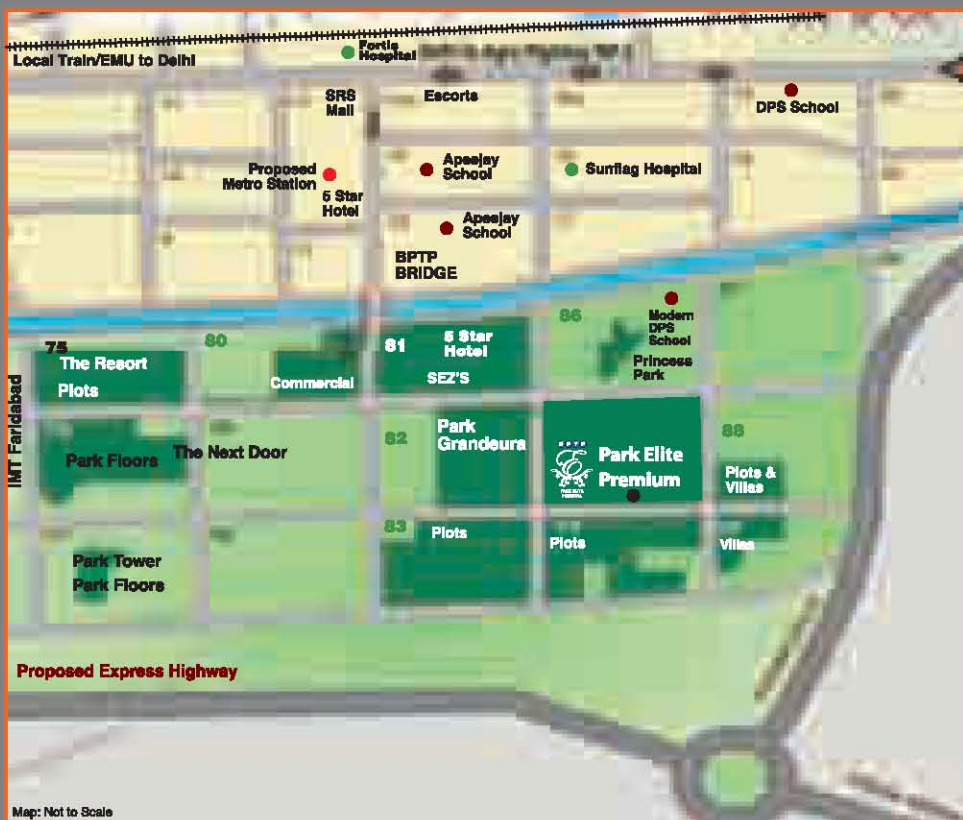 Fortis
Hospital
Local Train/EMU to Delhi
SRS
Mall
Escorts
DPS School
Proposed
Metro Station
Apeejay
School
Sunflag Hospital
5 Star
Hotel
Apeejay
School
BPTP
BRIDGE
86
Modern
DPS
School
75
80
81
5 Star
Hotel
The Resort
Plots
Commercial
SEZ'S
Princess
Park
IMT Faridabad
82
Park
Grandeura
88
Park Floors
The Next Door
BPTP
Park Elite
Premium
Plots &
Villas
83
Plots
Plots
Villas
Park Tower
Park Floors
Proposed Express Highway
Map: Not to Scale